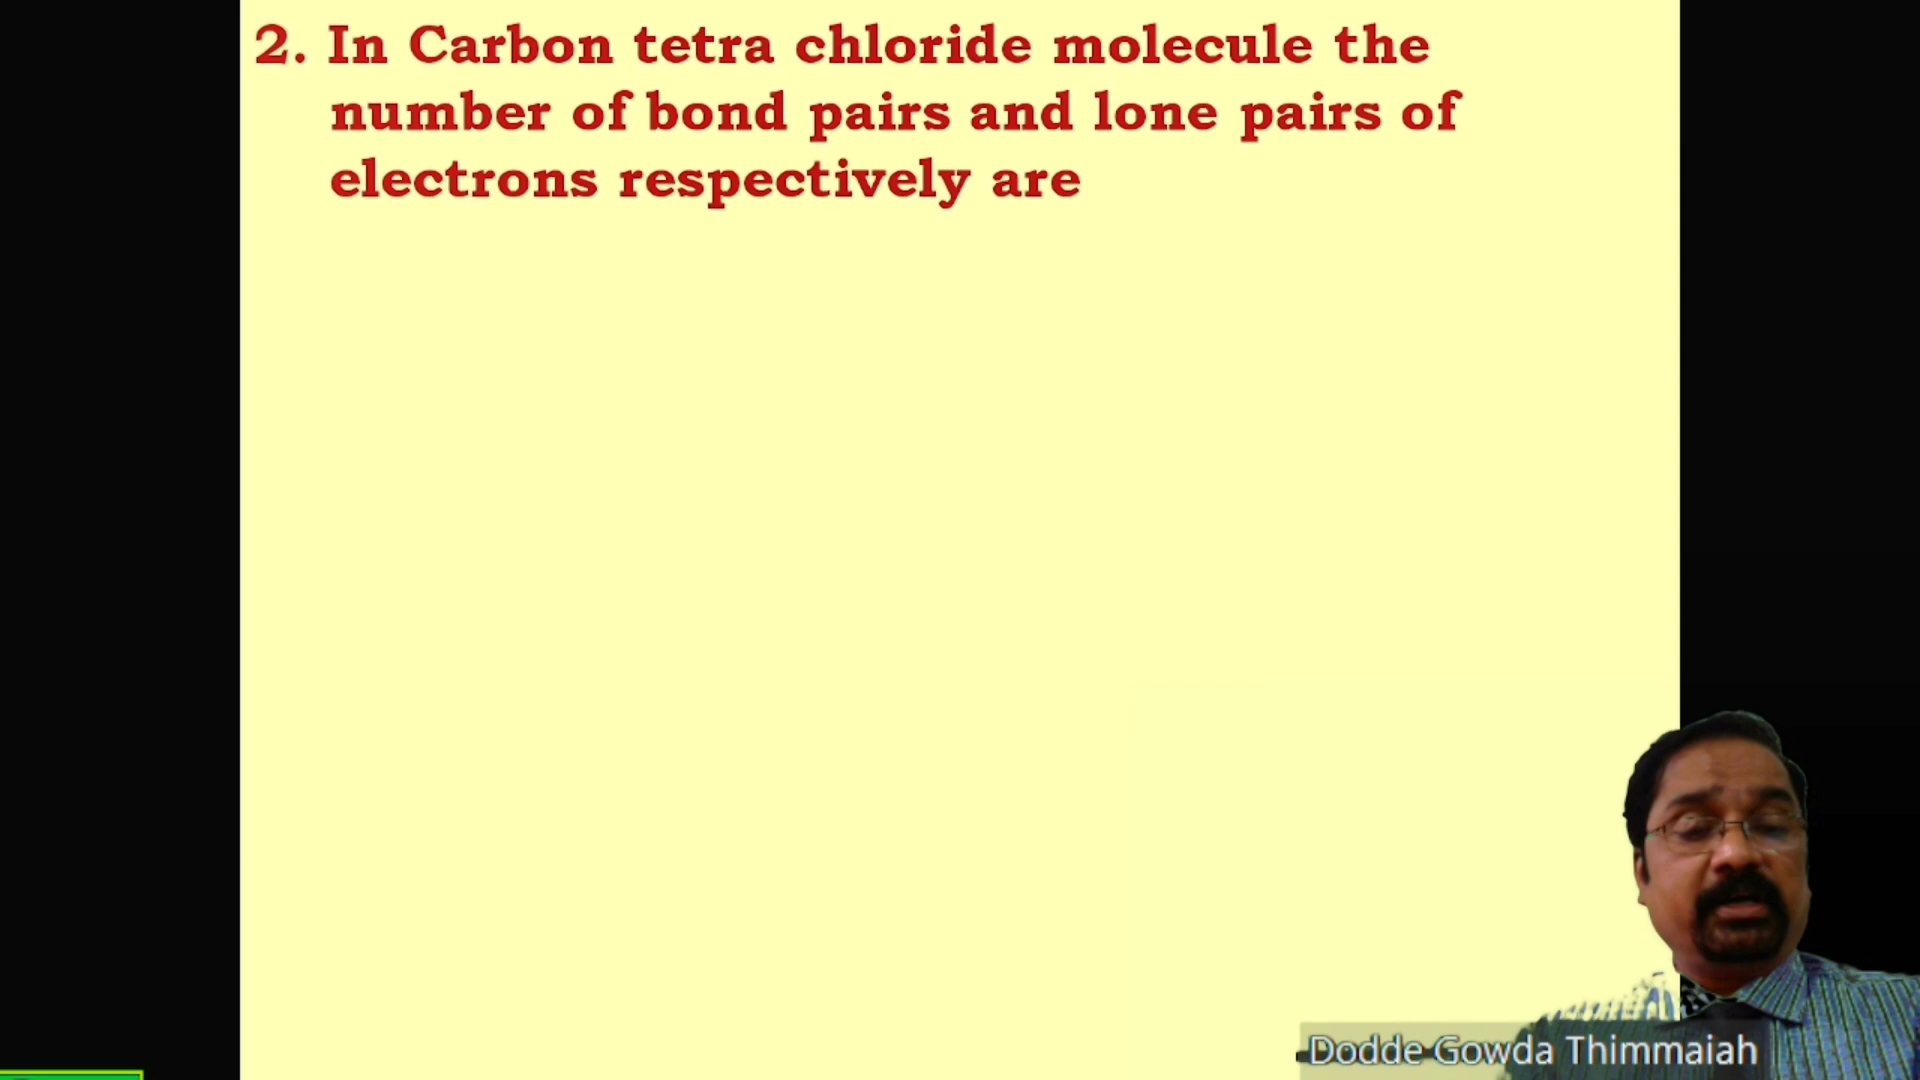 2. In Carbon tetra chloride molecule the
number of bond pairs and lone pairs of
electrons respectively are
Dodde Gowda Thimmaiah